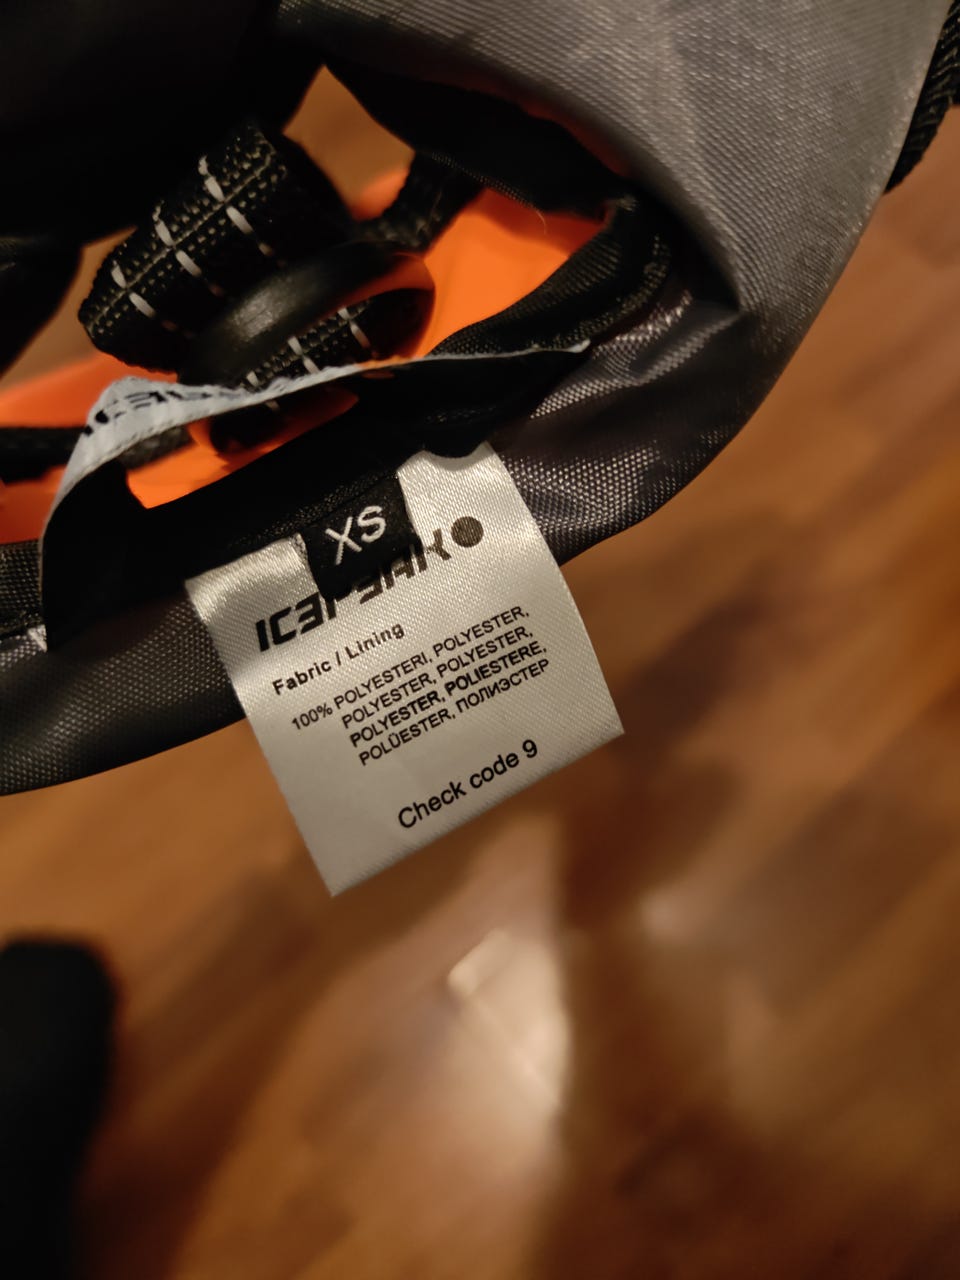 XS
ICEPEAK
Fabric / Lining
100% POLYESTERI, POLYESTER,
POLYESTER, POLYESTER,
POLYESTER, POLIESTERE,
POLÜESTER, ПОЛИЭСТЕР
Check code 9